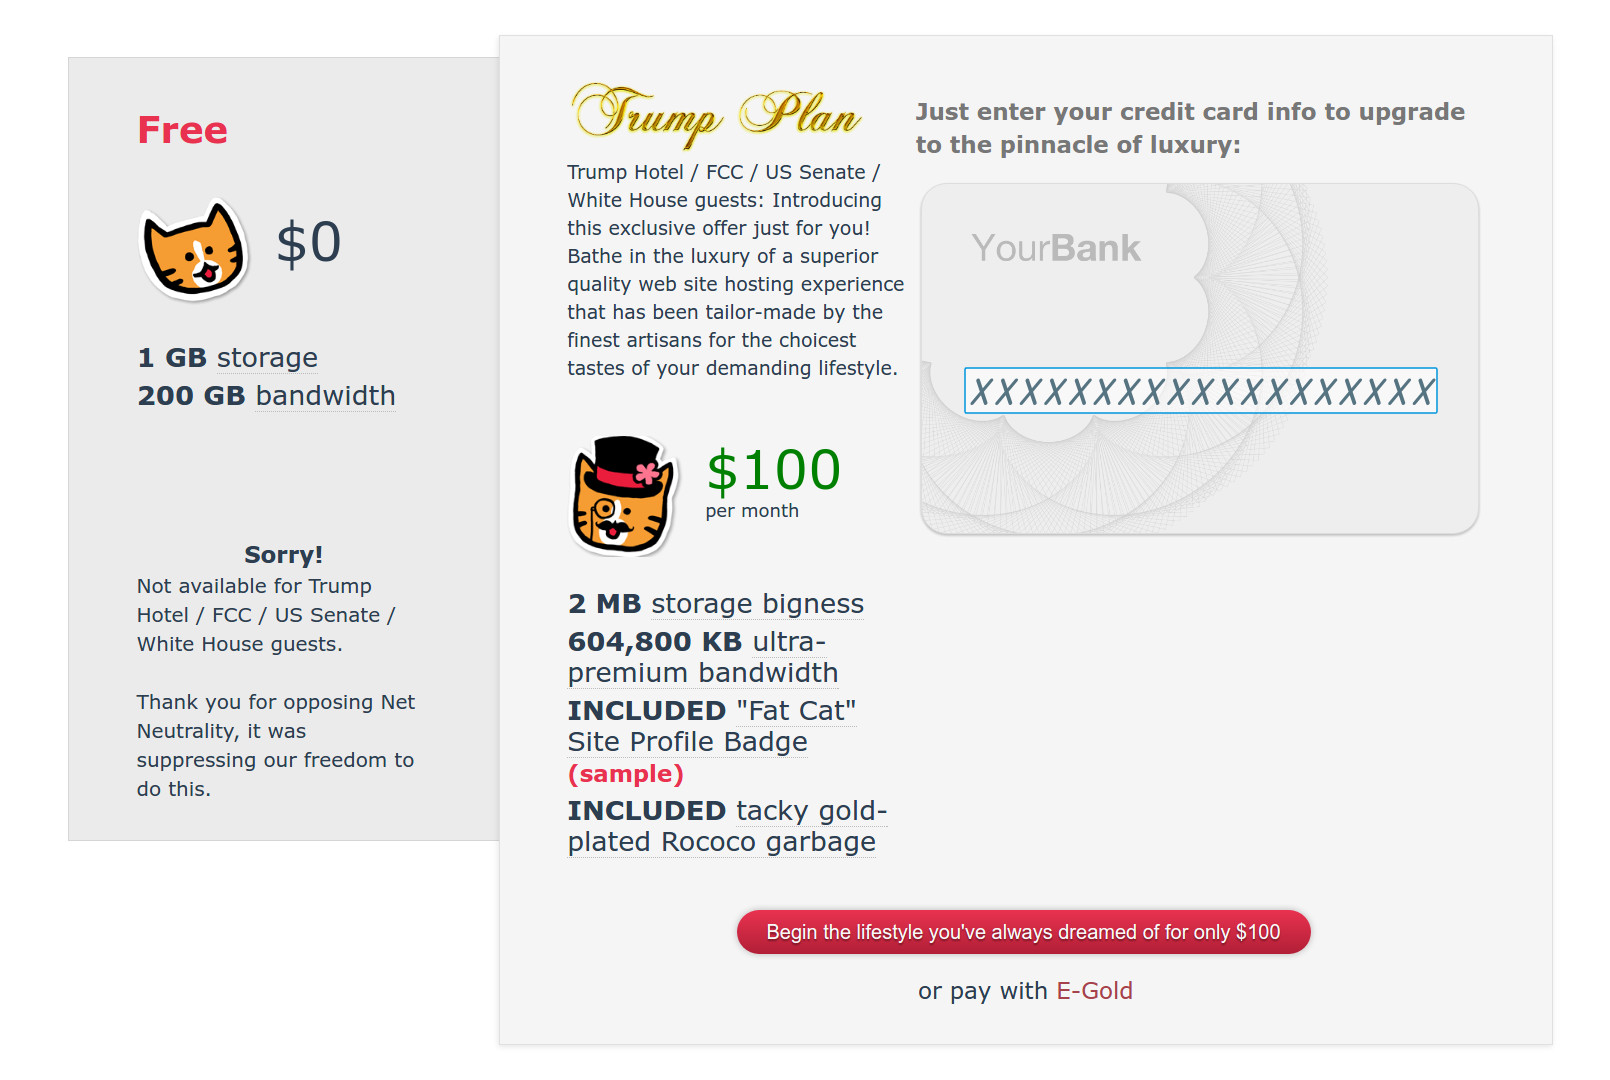 Free
$0
1 GB storage
200 GB bandwidth
Sorry!
Not available for Trump
Hotel / FCC / US Senate /
White House guests.
Thank you for opposing Net
Neutrality, it was
suppressing our freedom to
do this.
Trump Plan
Trump Hotel / FCC / US Senate /
White House guests: Introducing
this exclusive offer just for you!
Bathe in the luxury of a superior
quality web site hosting experience
that has been tailor-made by the
finest artisans for the choicest
tastes of your demanding lifestyle.
$100
per month
2 MB storage bigness
604,800 KB ultra-
premium bandwidth
INCLUDED "Fat Cat"
Site Profile Badge
(sample)
INCLUDED tacky gold-
plated Rococo garbage
Just enter your credit card info to upgrade
to the pinnacle of luxury:
YourBank
XXXXXXXXXXXXXXXXXXX
Begin the lifestyle you've always dreamed of for only $100
or pay with E-Gold